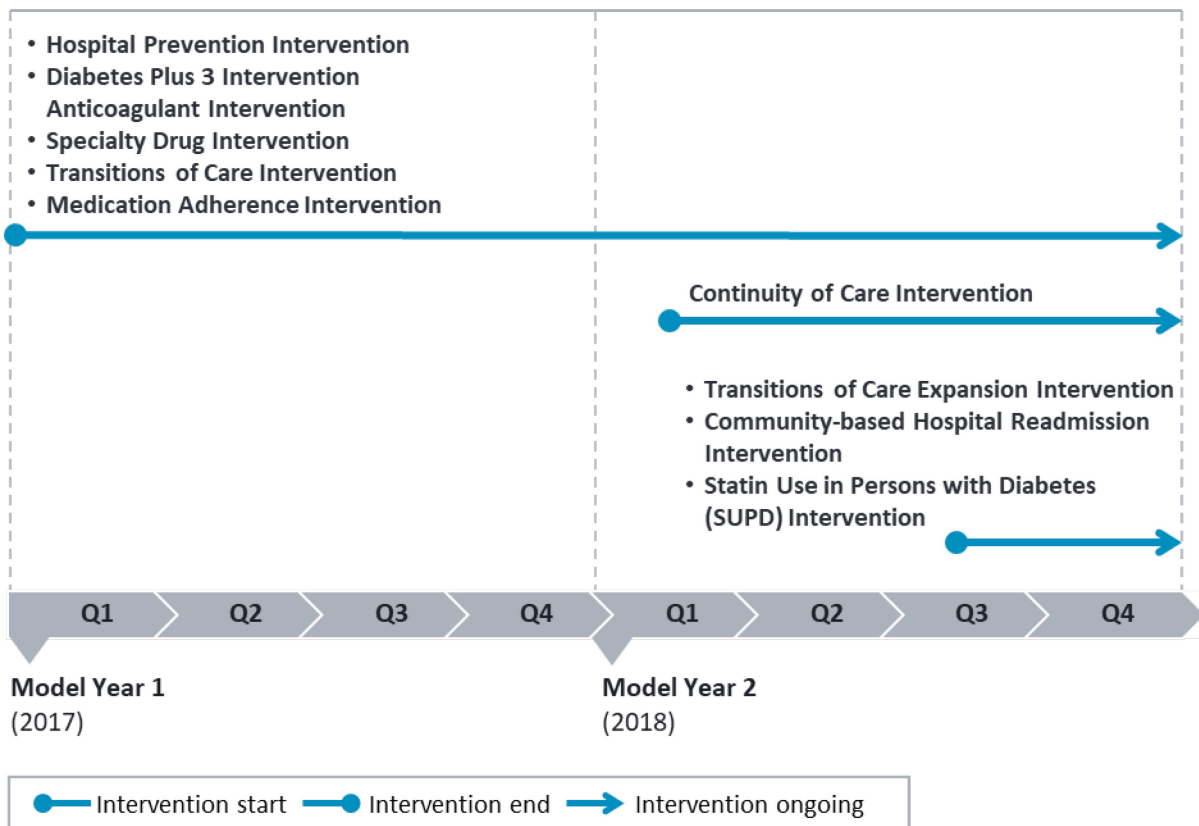 • Hospital Prevention Intervention
• Diabetes Plus 3 Intervention
Anticoagulant Intervention
• Specialty Drug Intervention
• Transitions of Care Intervention
• Medication Adherence Intervention
Continuity of Care Intervention
• Transitions of Care Expansion Intervention
• Community-based Hospital Readmission
Intervention
• Statin Use in Persons with Diabetes
(SUPD) Intervention
Q1 Q2 Q3 Q4 Q1 Q2 Q3 Q4
Model Year 1
(2017)
Model Year 2
(2018)
Intervention start Intervention end Intervention ongoing